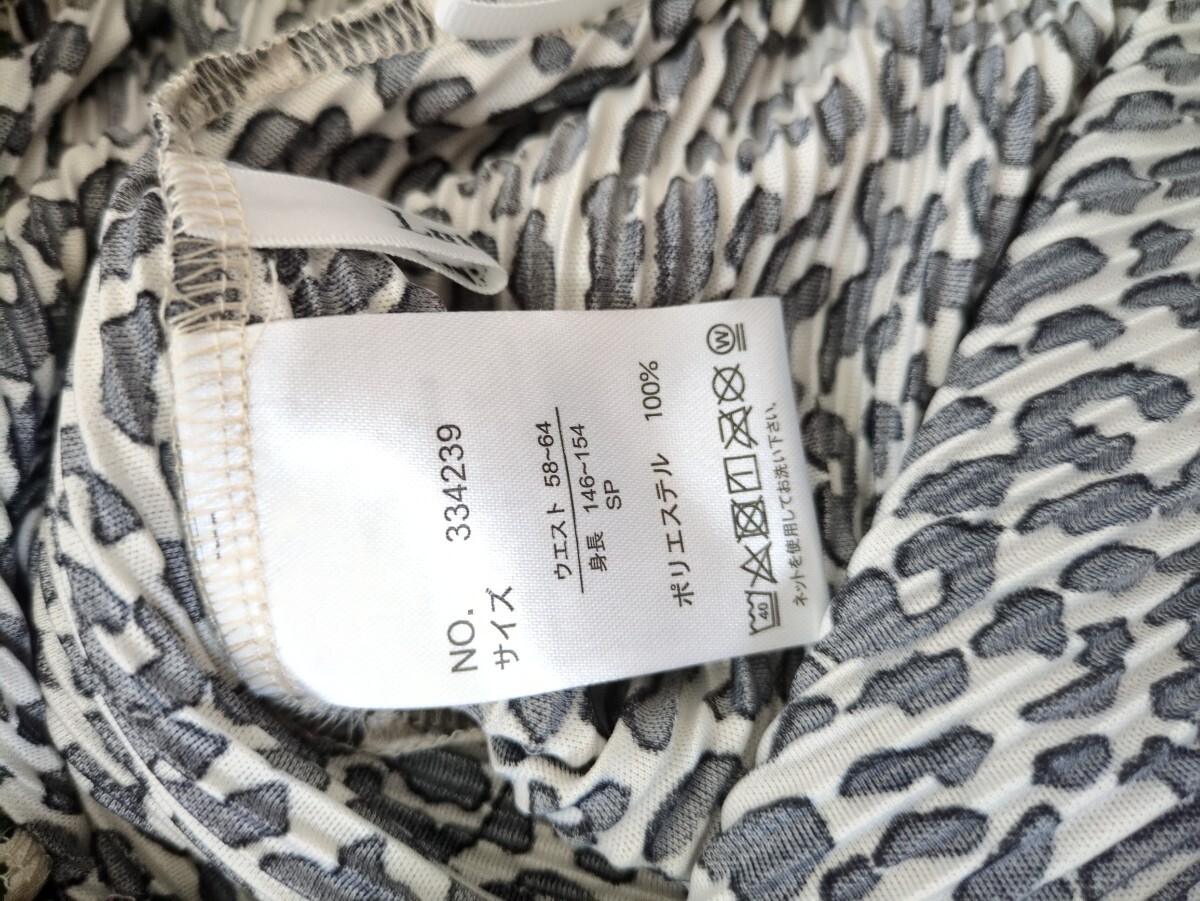 NO. 334239
サイズ
ウエスト 58~64
身長 146~154
SP
ポリエステル 100%
40 Ⓦ
ネットを使用してお洗い下さい。